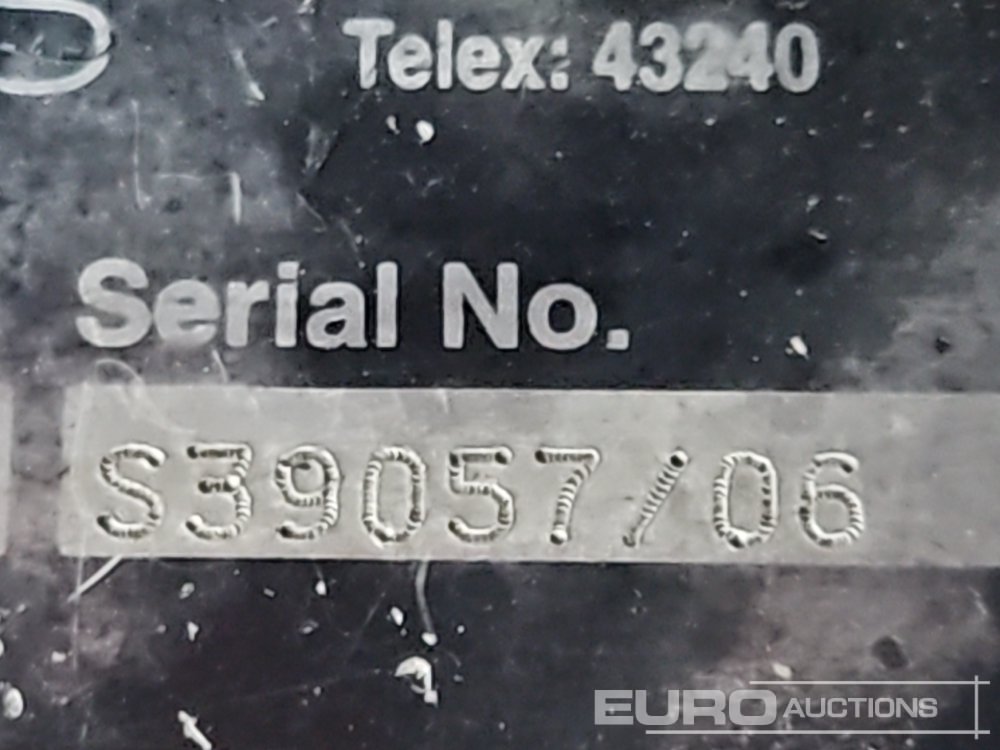 Telex: 43240
Serial No.
S39057/06
EURO AUCTIONS